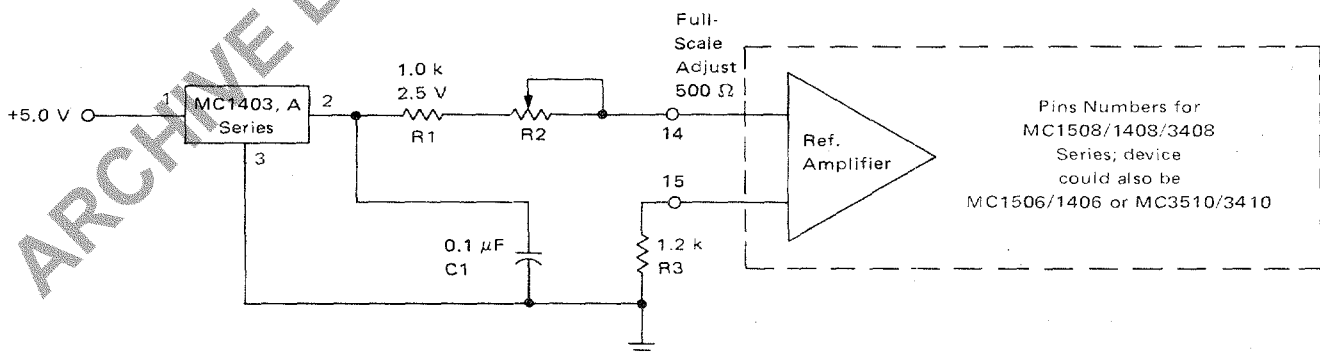 ARCHIVE
Full-
Scale
Adjust
500 Ω
1.0 k
2.5 V
+5.0 V
1
MC1403, A
Series
2
3
R1
R2
14
15
Ref.
Amplifier
Pins Numbers for
MC1508/1408/3408
Series; device
could also be
MC1506/1406 or MC3510/3410
0.1 μF
C1
1.2 k
R3